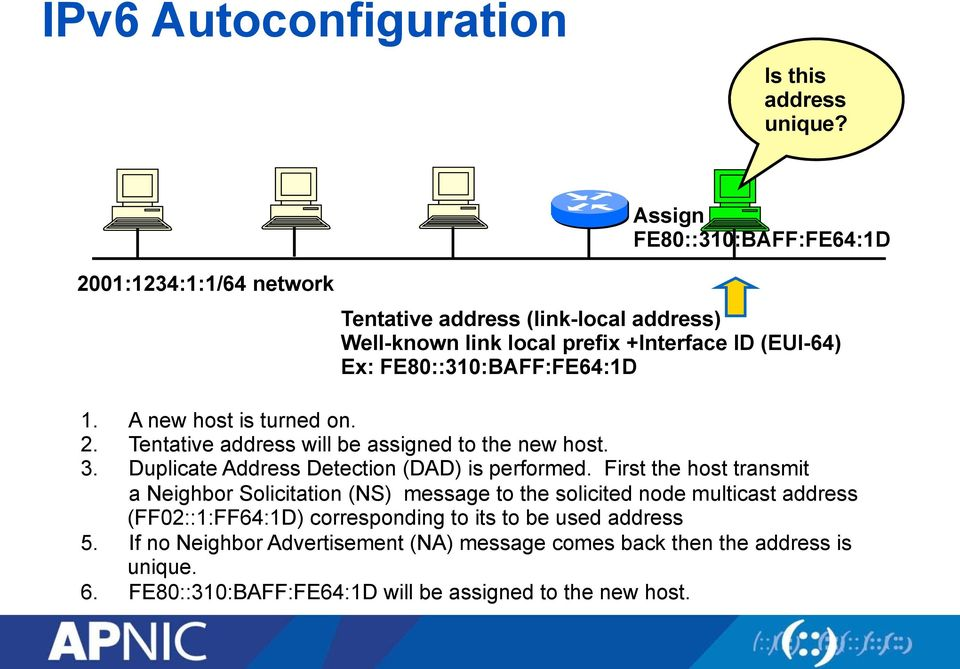 IPv6 Autoconfiguration
Is this
address
unique?
Assign
FE80::310:BAFF:FE64:1D
2001:1234:1:1/64 network
Tentative address (link-local address)
Well-known link local prefix +Interface ID (EUI-64)
Ex: FE80::310:BAFF:FE64:1D
1. A new host is turned on.
2. Tentative address will be assigned to the new host.
3. Duplicate Address Detection (DAD) is performed. First the host transmit
a Neighbor Solicitation (NS) message to the solicited node multicast address
(FF02::1:FF64:1D) corresponding to its to be used address
5. If no Neighbor Advertisement (NA) message comes back then the address is
unique.
6. FE80::310:BAFF:FE64:1D will be assigned to the new host.
APNIC
(::)